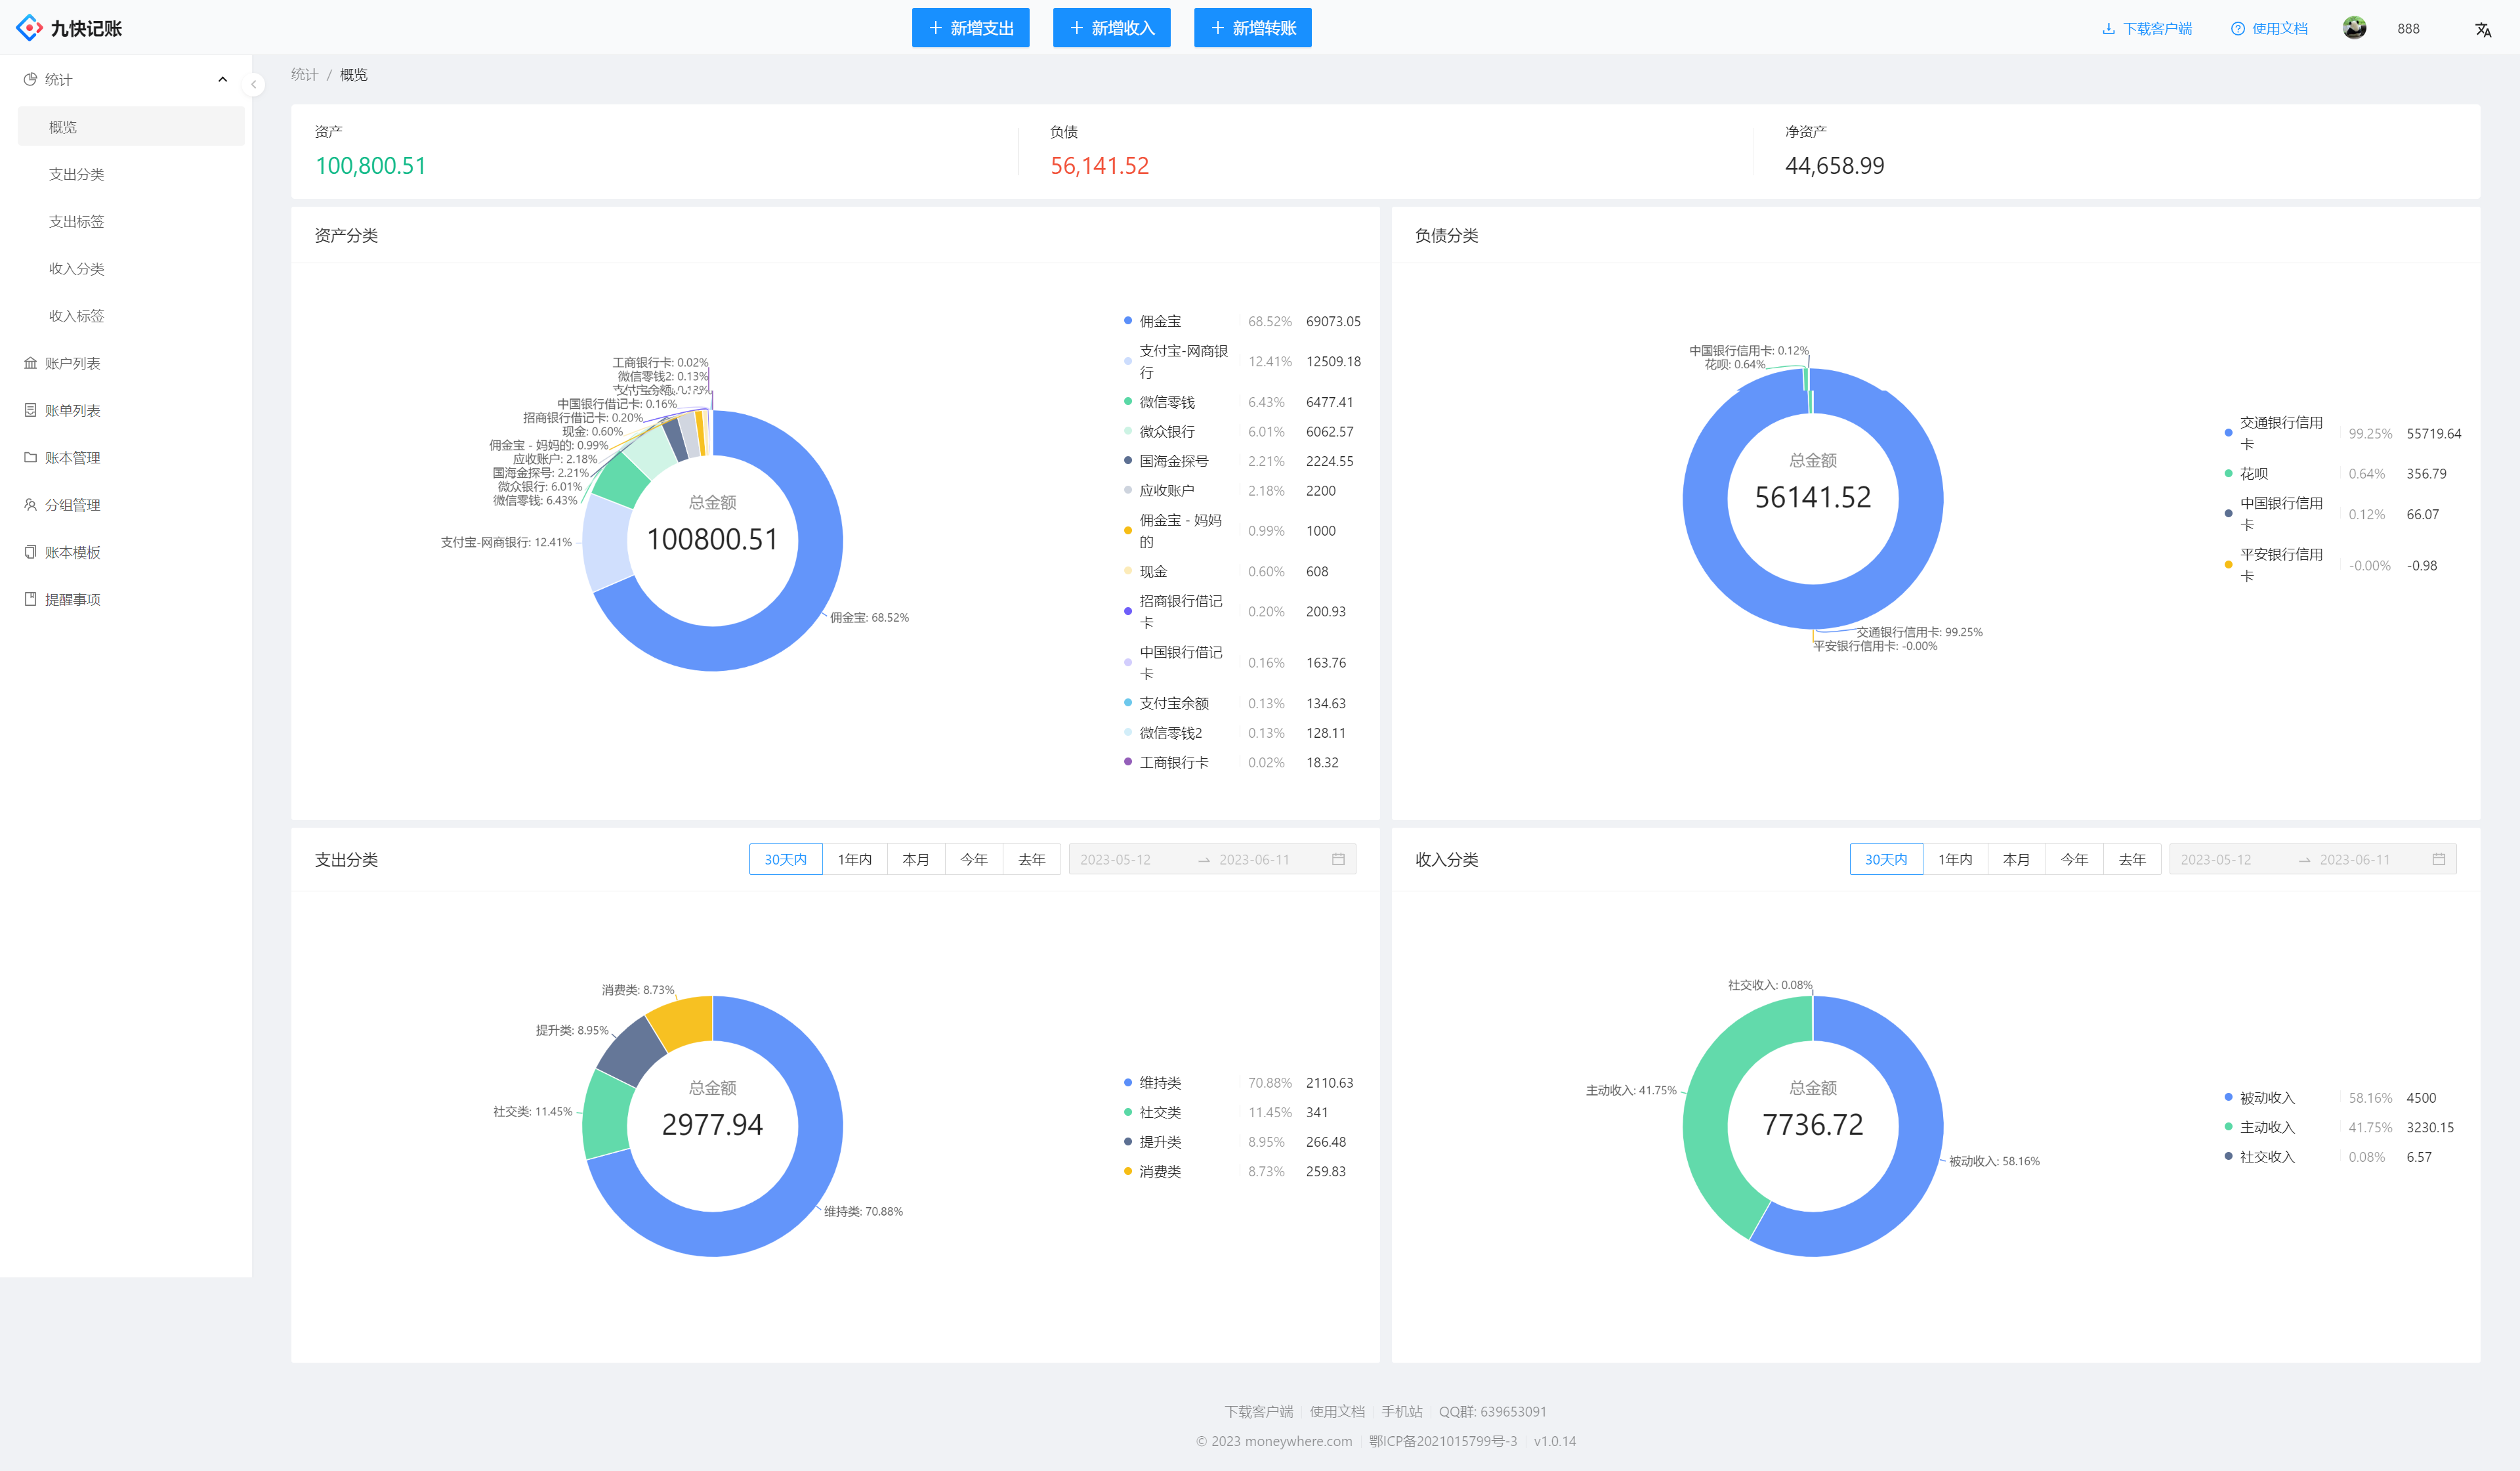 九快记账
新增支出
新增收入
新增转账
下载客户端
使用文档
888
统计
概览
支出分类
支出标签
收入分类
收入标签
账户列表
账单列表
账本管理
分组管理
账本模板
提醒事项
统计 / 概览
资产
100,800.51
负债
56,141.52
净资产
44,658.99
资产分类
工商银行卡: 0.02%
微信零钱2: 0.13%
支付宝余额: 0.13%
中国银行借记卡: 0.16%
招商银行借记卡: 0.20%
现金: 0.60%
佣金宝 - 妈妈的: 0.99%
应收账户: 2.18%
国海金探号: 2.21%
微众银行: 6.01%
微信零钱: 6.43%
支付宝-网商银行: 12.41%
佣金宝: 68.52%
总金额
100800.51
佣金宝 68.52% 69073.05
支付宝-网商银
行 12.41% 12509.18
微信零钱 6.43% 6477.41
微众银行 6.01% 6062.57
国海金探号 2.21% 2224.55
应收账户 2.18% 2200
佣金宝 - 妈妈
的 0.99% 1000
现金 0.60% 608
招商银行借记
卡 0.20% 200.93
中国银行借记
卡 0.16% 163.76
支付宝余额 0.13% 134.63
微信零钱2 0.13% 128.11
工商银行卡 0.02% 18.32
负债分类
中国银行信用卡: 0.12%
花呗: 0.64%
总金额
56141.52
交通银行信用卡: 99.25%
平安银行信用卡: -0.00%
交通银行信用
卡 99.25% 55719.64
花呗 0.64% 356.79
中国银行信用
卡 0.12% 66.07
平安银行信用
卡 -0.00% -0.98
支出分类
30天内 1年内 本月 今年 去年 2023-05-12 2023-06-11
消费类: 8.73%
提升类: 8.95%
社交类: 11.45%
维持类: 70.88%
总金额
2977.94
维持类 70.88% 2110.63
社交类 11.45% 341
提升类 8.95% 266.48
消费类 8.73% 259.83
收入分类
30天内 1年内 本月 今年 去年 2023-05-12 2023-06-11
社交收入: 0.08%
主动收入: 41.75%
被动收入: 58.16%
总金额
7736.72
被动收入 58.16% 4500
主动收入 41.75% 3230.15
社交收入 0.08% 6.57
下载客户端 使用文档 手机站 QQ群: 639653091
© 2023 moneywhere.com 鄂ICP备2021015799号-3 v1.0.14